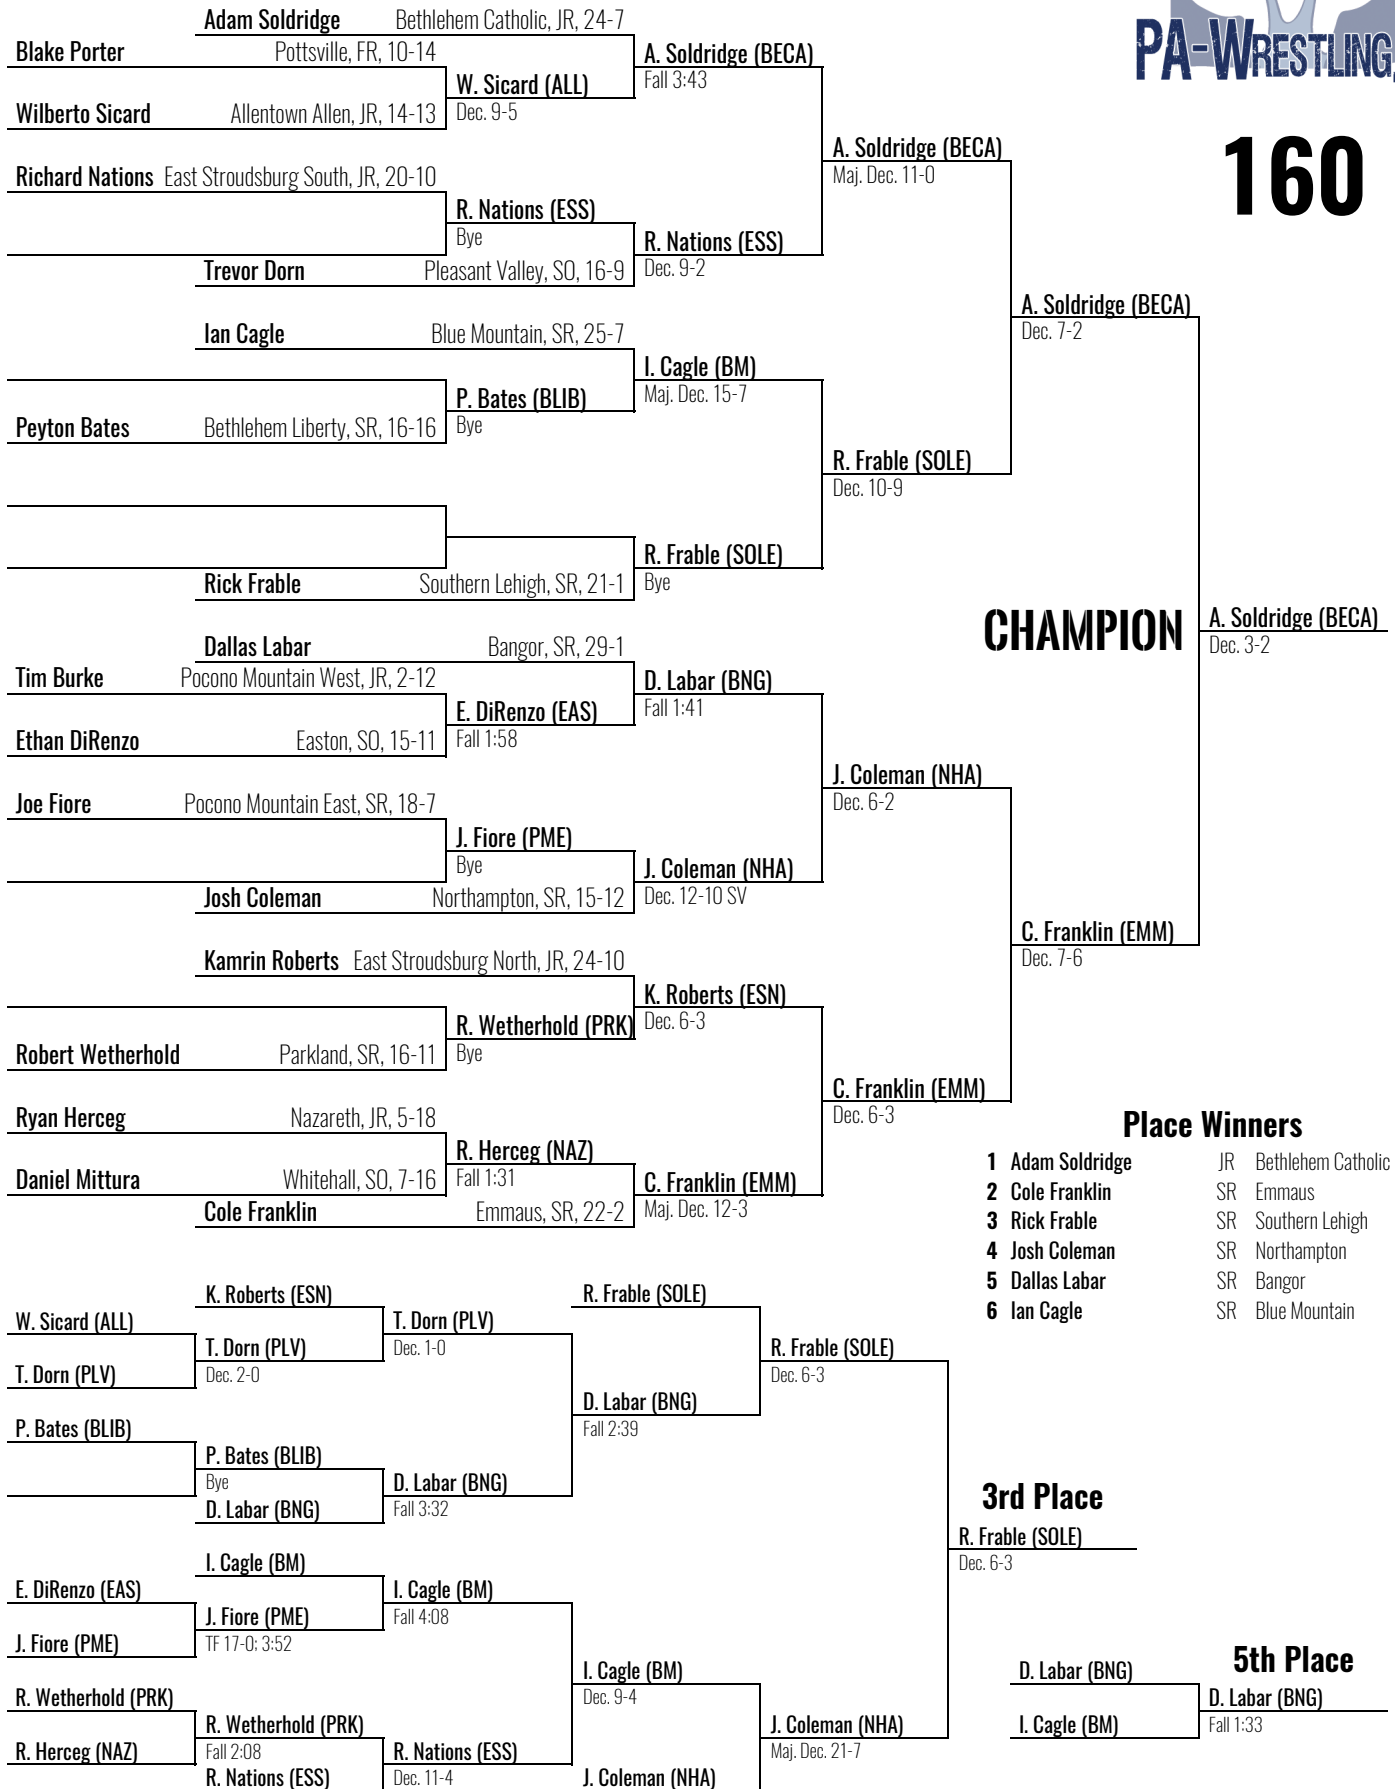 PA-WRESTLING.
160
Adam Soldridge Bethlehem Catholic, JR, 24-7
Blake Porter Pottsville, FR, 10-14
A. Soldridge (BECA)
Fall 3:43
W. Sicard (ALL)
Dec. 9-5
Wilberto Sicard Allentown Allen, JR, 14-13
A. Soldridge (BECA)
Maj. Dec. 11-0
Richard Nations East Stroudsburg South, JR, 20-10
R. Nations (ESS)
Bye
R. Nations (ESS)
Dec. 9-2
Trevor Dorn Pleasant Valley, SO, 16-9
A. Soldridge (BECA)
Dec. 7-2
Ian Cagle Blue Mountain, SR, 25-7
I. Cagle (BM)
Maj. Dec. 15-7
P. Bates (BLIB)
Bye
Peyton Bates Bethlehem Liberty, SR, 16-16
R. Frable (SOLE)
Dec. 10-9
R. Frable (SOLE)
Bye
Rick Frable Southern Lehigh, SR, 21-1
CHAMPION
A. Soldridge (BECA)
Dec. 3-2
Dallas Labar Bangor, SR, 29-1
Tim Burke Pocono Mountain West, JR, 2-12
D. Labar (BNG)
Fall 1:41
E. DiRenzo (EAS)
Fall 1:58
Ethan DiRenzo Easton, SO, 15-11
J. Coleman (NHA)
Dec. 6-2
Joe Fiore Pocono Mountain East, SR, 18-7
J. Fiore (PME)
Bye
J. Coleman (NHA)
Dec. 12-10 SV
Josh Coleman Northampton, SR, 15-12
C. Franklin (EMM)
Dec. 7-6
Kamrin Roberts East Stroudsburg North, JR, 24-10
K. Roberts (ESN)
Dec. 6-3
R. Wetherhold (PRK)
Bye
Robert Wetherhold Parkland, SR, 16-11
C. Franklin (EMM)
Dec. 6-3
Ryan Herceg Nazareth, JR, 5-18
R. Herceg (NAZ)
Fall 1:31
Daniel Mittura Whitehall, SO, 7-16
C. Franklin (EMM)
Maj. Dec. 12-3
Cole Franklin Emmaus, SR, 22-2
Place Winners
1 Adam Soldridge JR Bethlehem Catholic
2 Cole Franklin SR Emmaus
3 Rick Frable SR Southern Lehigh
4 Josh Coleman SR Northampton
5 Dallas Labar SR Bangor
6 Ian Cagle SR Blue Mountain
K. Roberts (ESN)
R. Frable (SOLE)
W. Sicard (ALL)
T. Dorn (PLV)
Dec. 1-0
T. Dorn (PLV)
Dec. 2-0
R. Frable (SOLE)
Dec. 6-3
T. Dorn (PLV)
D. Labar (BNG)
Fall 2:39
P. Bates (BLIB)
P. Bates (BLIB)
Bye
D. Labar (BNG)
Fall 3:32
D. Labar (BNG)
3rd Place
R. Frable (SOLE)
Dec. 6-3
I. Cagle (BM)
E. DiRenzo (EAS)
I. Cagle (BM)
Fall 4:08
J. Fiore (PME)
TF 17-0; 3:52
J. Fiore (PME)
I. Cagle (BM)
Dec. 9-4
5th Place
D. Labar (BNG)
D. Labar (BNG)
Fall 1:33
I. Cagle (BM)
R. Wetherhold (PRK)
R. Wetherhold (PRK)
Fall 2:08
J. Coleman (NHA)
Maj. Dec. 21-7
R. Herceg (NAZ)
R. Nations (ESS)
Dec. 11-4
R. Nations (ESS)
J. Coleman (NHA)